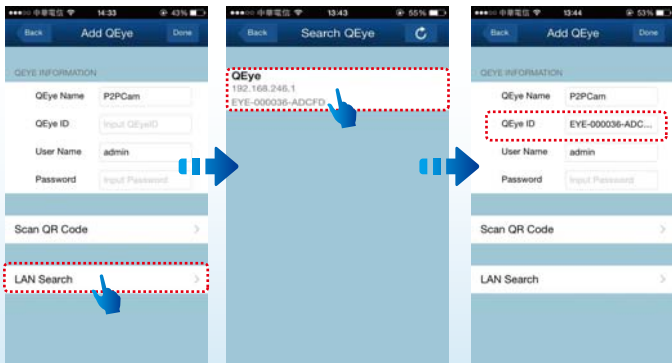 中華電信 14:33 43%
Back Add QEye Done
QEYE INFORMATION
QEye Name P2PCam
QEye ID Input QEyeID
User Name admin
Password Input Password
Scan QR Code
LAN Search
中華電信 13:43 55%
Back Search QEye
QEye
192.168.246.1
EYE-000036-ADCFD
中華電信 13:44 53%
Back Add QEye Done
QEYE INFORMATION
QEye Name P2PCam
QEye ID EYE-000036-ADC...
User Name admin
Password Input Password
Scan QR Code
LAN Search